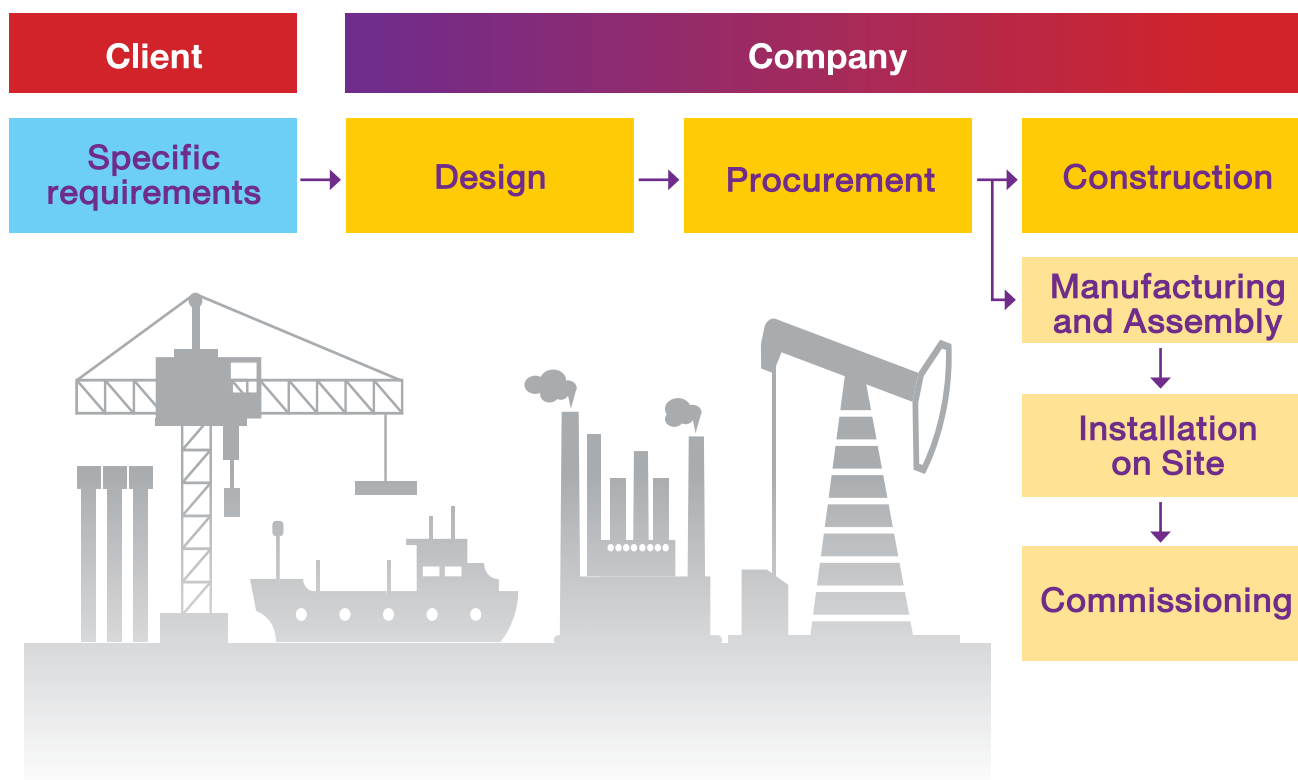 Client
Company
Specific
requirements
Design
Procurement
Construction
Manufacturing
and Assembly
Installation
on Site
Commissioning